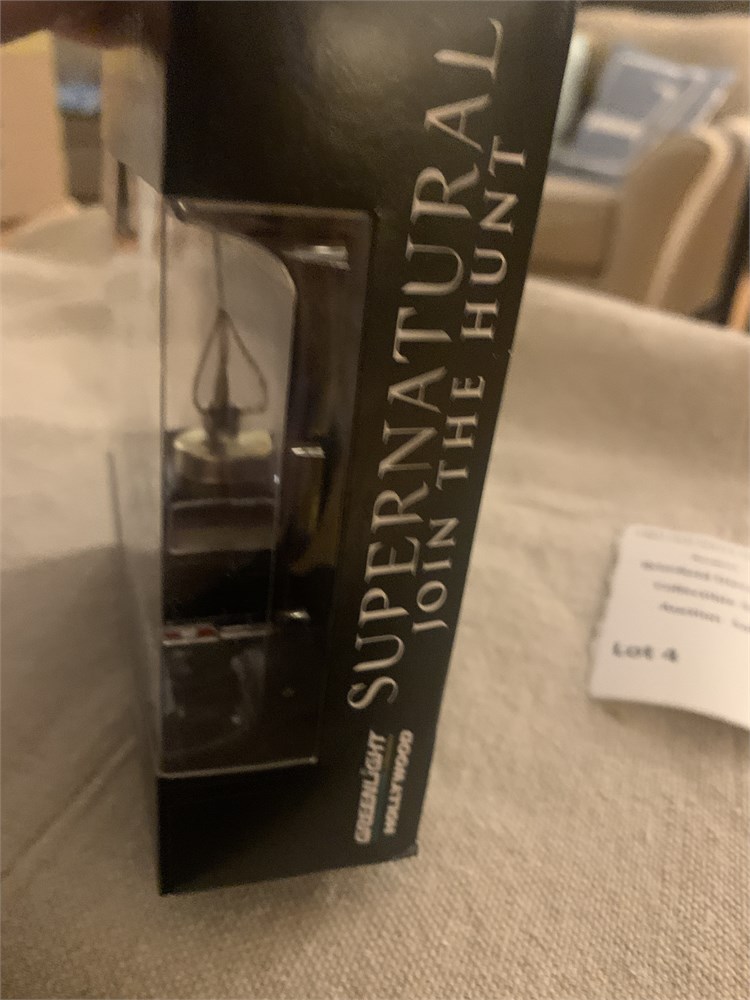 SUPERNATURAL
JOIN THE HUNT
GREENLiGHT
HOLLYWOOD
Lot 4